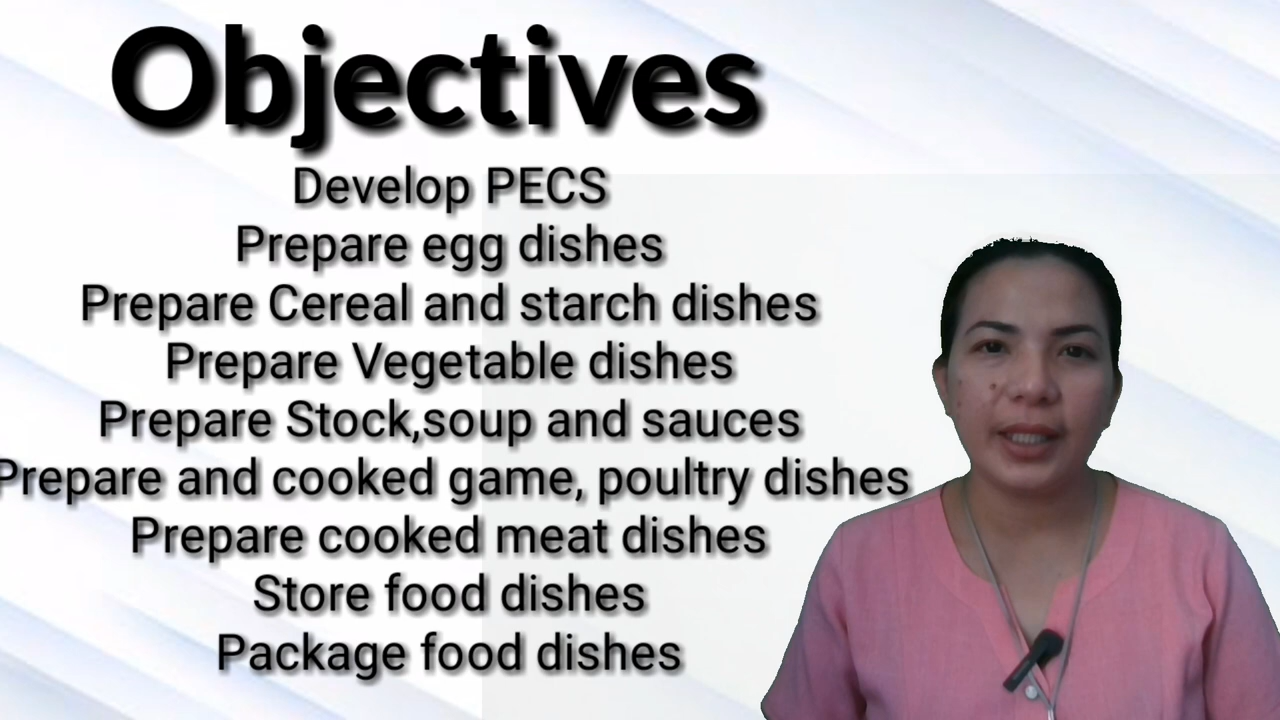 Objectives
Develop PECS
Prepare egg dishes
Prepare Cereal and starch dishes
Prepare Vegetable dishes
Prepare Stock,soup and sauces
Prepare and cooked game, poultry dishes
Prepare cooked meat dishes
Store food dishes
Package food dishes